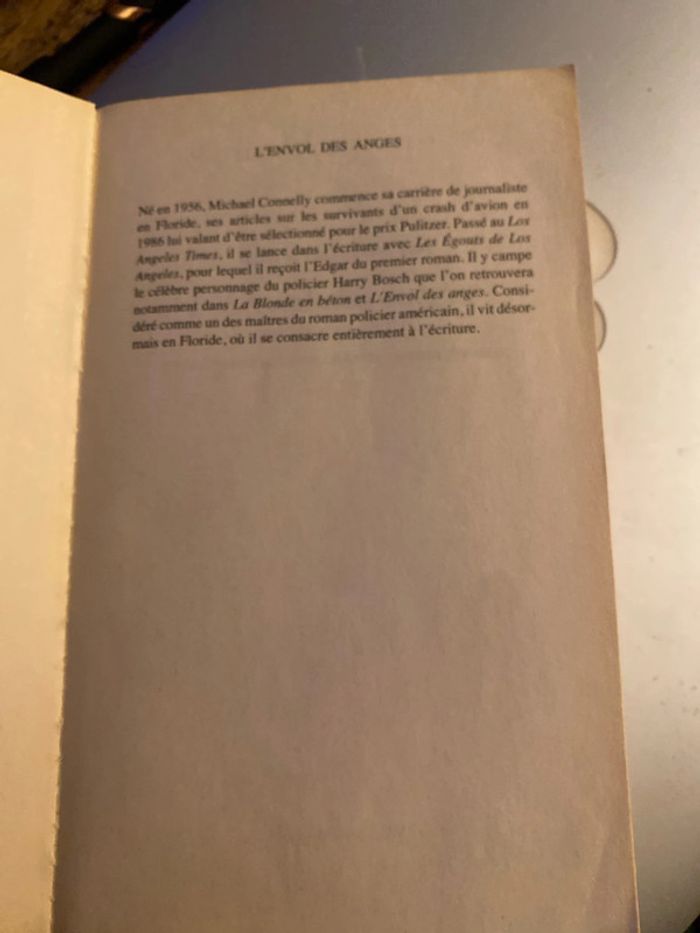 L'ENVOL DES ANGES
Né en 1956, Michael Connelly commence sa carrière de journaliste
en Floride, ses articles sur les survivants d'un crash d'avion en
1986 lui valant d'être sélectionné pour le prix Pulitzer. Passé au Los
Angeles Times, il se lance dans l'écriture avec Les Égouts de Los
Angeles, pour lequel il reçoit l'Edgar du premier roman. Il y campe
le célèbre personnage du policier Harry Bosch que l'on retrouvera
notamment dans La Blonde en béton et L'Envol des anges. Consi-
déré comme un des maîtres du roman policier américain, il vit désor-
mais en Floride, où il se consacre entièrement à l'écriture.